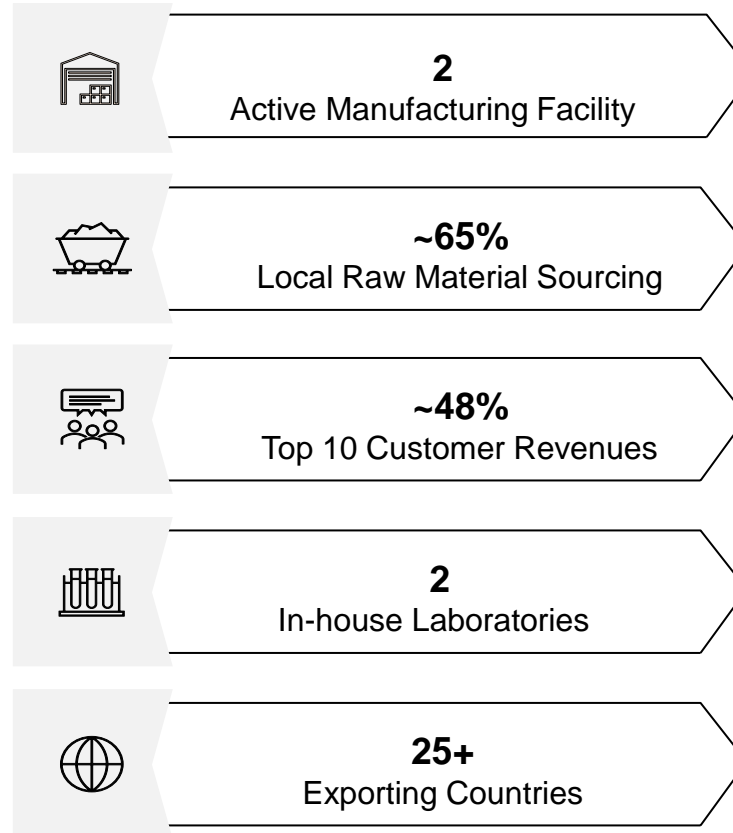 2
Active Manufacturing Facility
~65%
Local Raw Material Sourcing
~48%
Top 10 Customer Revenues
2
In-house Laboratories
25+
Exporting Countries